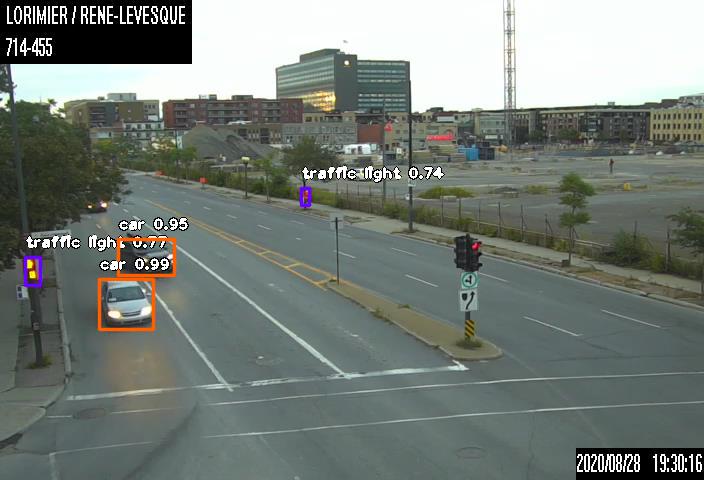 LORIMIER / RENE-LEVESQUE
714-455
traffic light 0.74
car 0.95
traffic light 0.77
car 0.99
2020/08/28 19:30:16